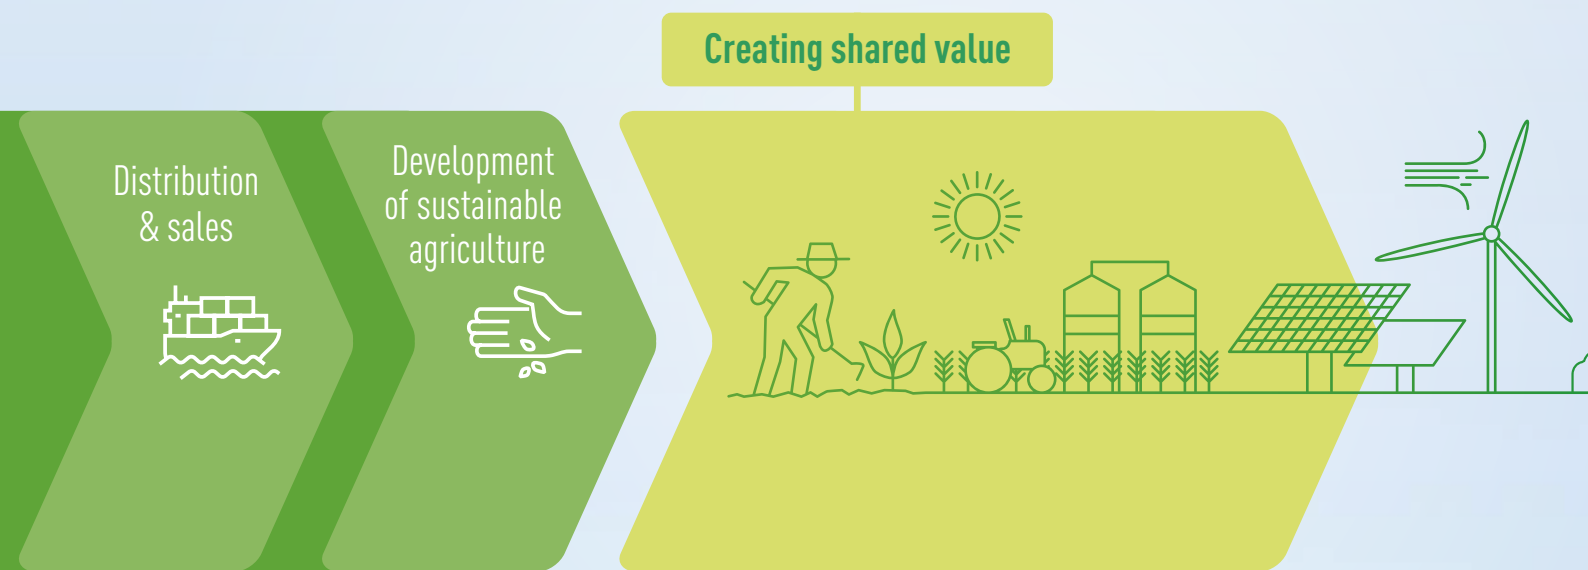 Creating shared value
Distribution
& sales
Development
of sustainable
agriculture